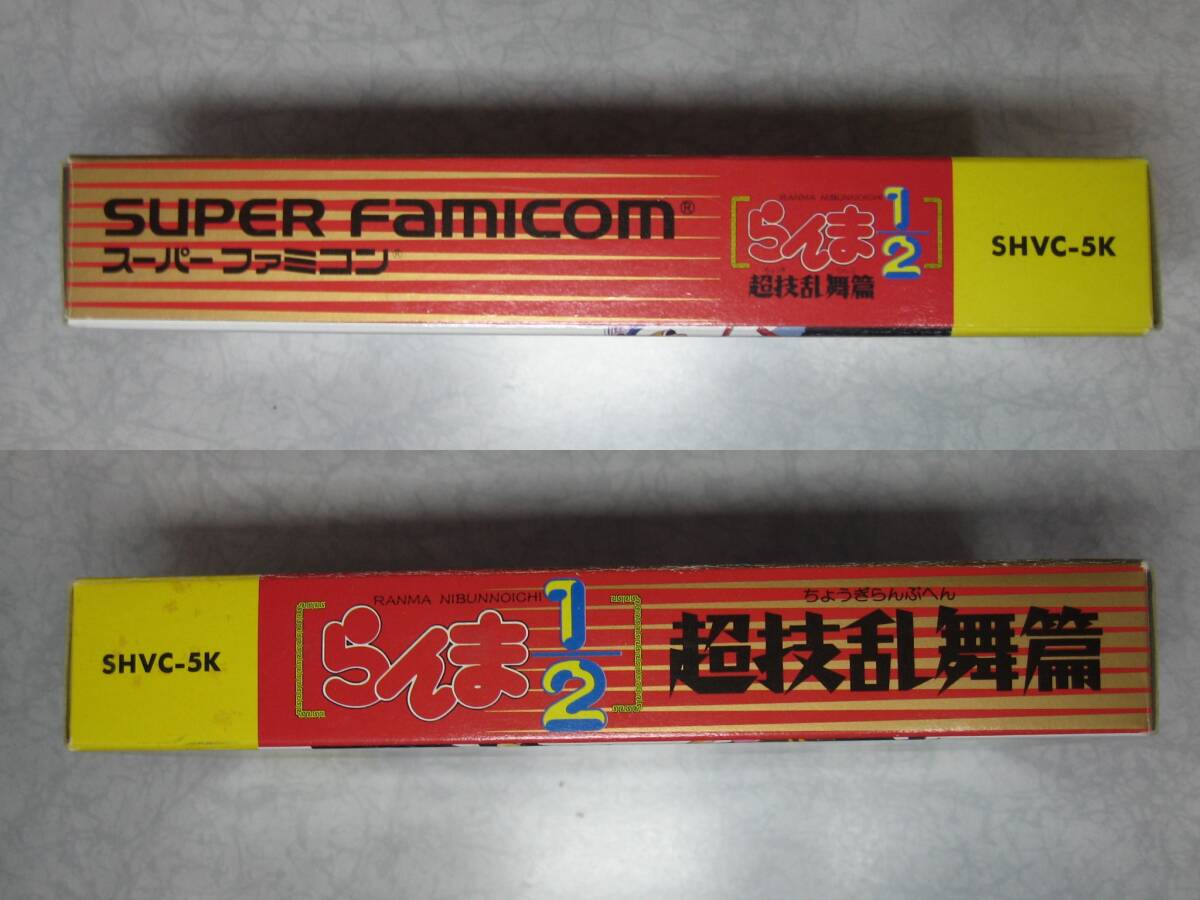 SUPER FAMICOM®
スーパーファミコン®
RANMA NIBUNNOICHI
らんま1/2
超技乱舞篇
SHVC-5K
SHVC-5K
RANMA NIBUNNOICHI
らんま1/2
ちょうぎらんぶへん
超技乱舞篇